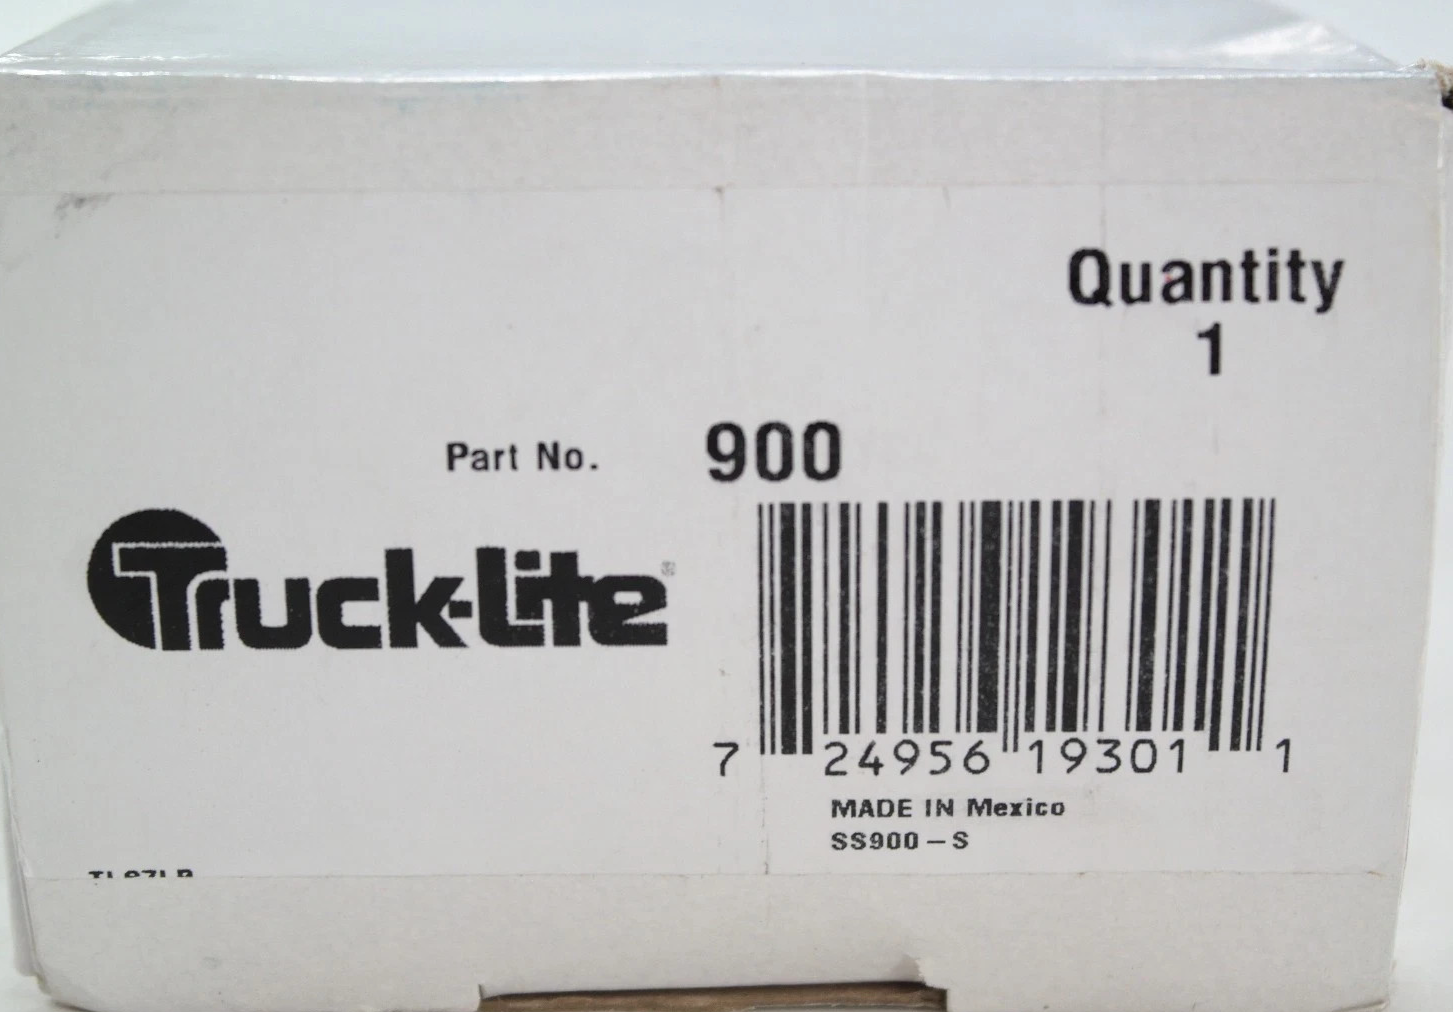 Quantity
1
Part No. 900
Truck-Lite®
7 24956 19301 1
MADE IN Mexico
SS900-S